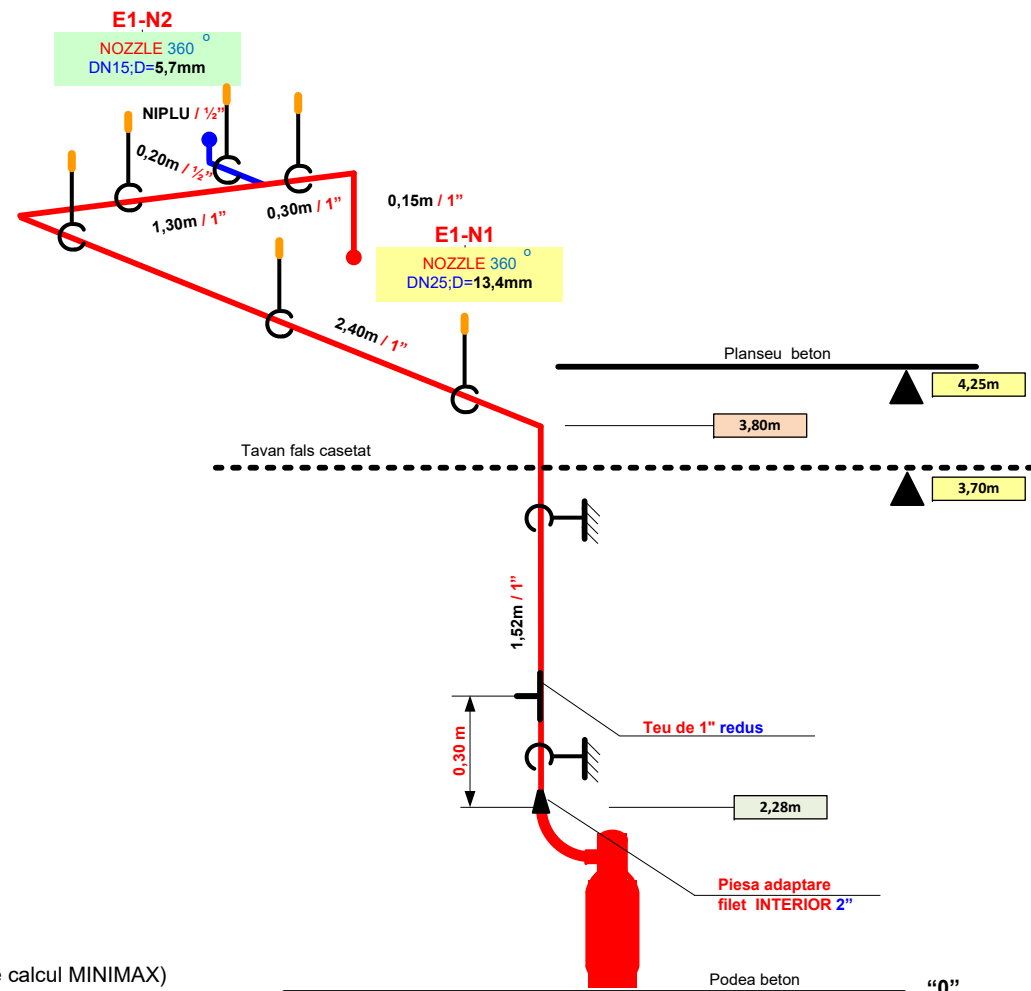 E1-N2
NOZZLE 360 o
DN15;D=5,7mm
NIPLU / ½”
0,20m / ½”
1,30m / 1”
0,30m / 1”
0,15m / 1”
E1-N1
NOZZLE 360 o
DN25;D=13,4mm
2,40m / 1”
Planseu beton
4,25m
3,80m
Tavan fals casetat
3,70m
1,52m / 1”
Teu de 1" redus
0,30 m
2,28m
Piesa adaptare
filet INTERIOR 2”
e calcul MINIMAX)
Podea beton
“0”